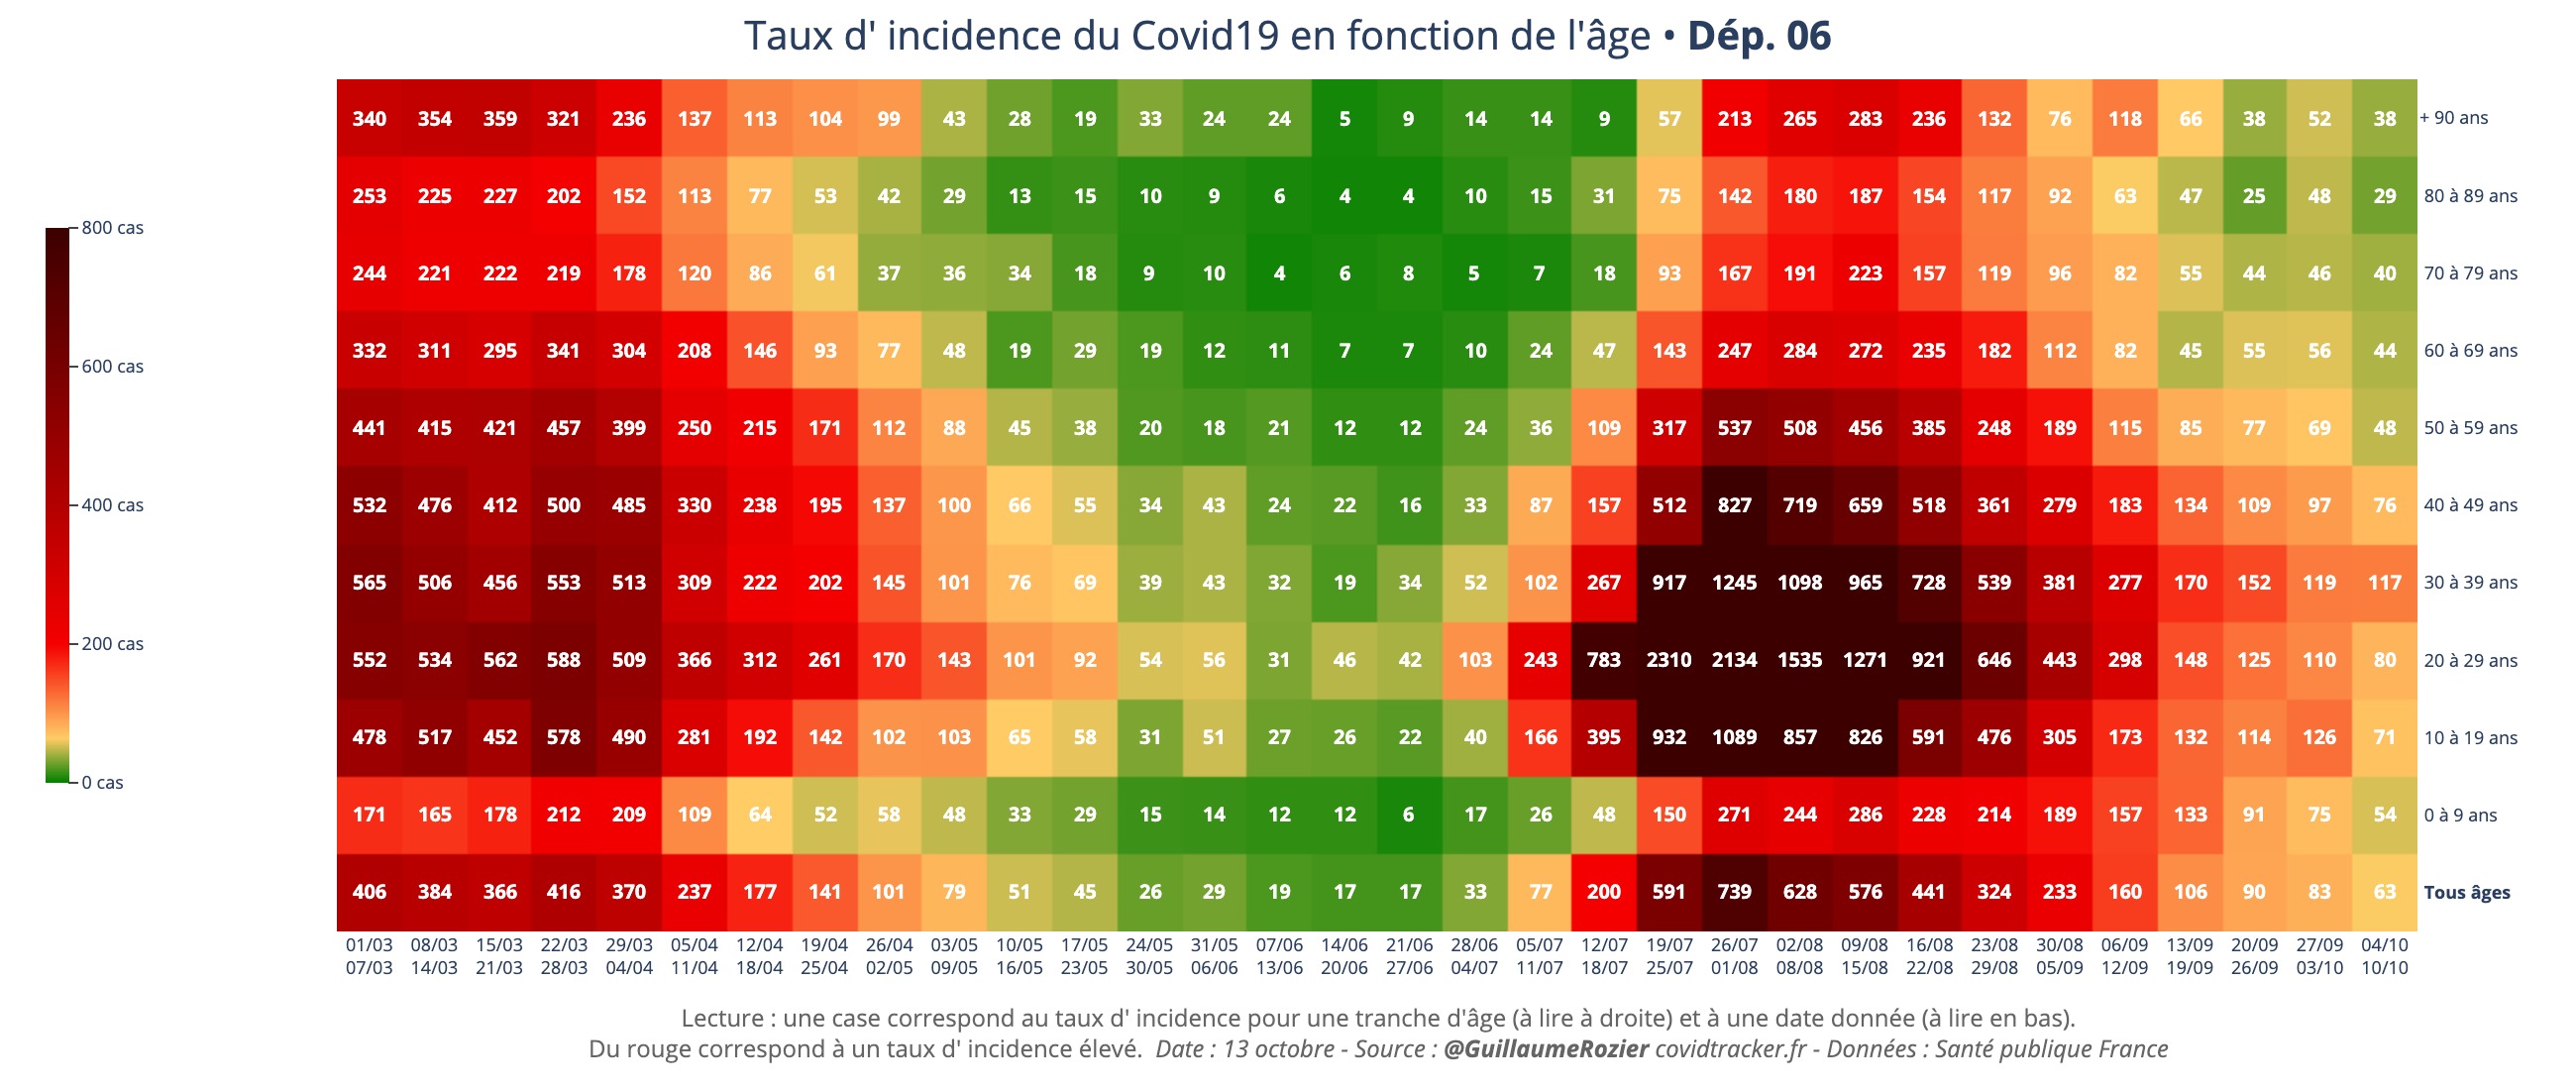 Taux d' incidence du Covid19 en fonction de l'âge • Dép. 06
800 cas
600 cas
400 cas
200 cas
0 cas
340 354 359 321 236 137 113 104 99 43 28 19 33 24 24 5 9 14 14 9 57 213 265 283 236 132 76 118 66 38 52 38 + 90 ans
253 225 227 202 152 113 77 53 42 29 13 15 10 9 6 4 4 10 15 31 75 142 180 187 154 117 92 63 47 25 48 29 80 à 89 ans
244 221 222 219 178 120 86 61 37 36 34 18 9 10 4 6 8 5 7 18 93 167 191 223 157 119 96 82 55 44 46 40 70 à 79 ans
332 311 295 341 304 208 146 93 77 48 19 29 19 12 11 7 7 10 24 47 143 247 284 272 235 182 112 82 45 55 56 44 60 à 69 ans
441 415 421 457 399 250 215 171 112 88 45 38 20 18 21 12 12 24 36 109 317 537 508 456 385 248 189 115 85 77 69 48 50 à 59 ans
532 476 412 500 485 330 238 195 137 100 66 55 34 43 24 22 16 33 87 157 512 827 719 659 518 361 279 183 134 109 97 76 40 à 49 ans
565 506 456 553 513 309 222 202 145 101 76 69 39 43 32 19 34 52 102 267 917 1245 1098 965 728 539 381 277 170 152 119 117 30 à 39 ans
552 534 562 588 509 366 312 261 170 143 101 92 54 56 31 46 42 103 243 783 2310 2134 1535 1271 921 646 443 298 148 125 110 80 20 à 29 ans
478 517 452 578 490 281 192 142 102 103 65 58 31 51 27 26 22 40 166 395 932 1089 857 826 591 476 305 173 132 114 126 71 10 à 19 ans
171 165 178 212 209 109 64 52 58 48 33 29 15 14 12 12 6 17 26 48 150 271 244 286 228 214 189 157 133 91 75 54 0 à 9 ans
406 384 366 416 370 237 177 141 101 79 51 45 26 29 19 17 17 33 77 200 591 739 628 576 441 324 233 160 106 90 83 63 Tous âges
01/03 08/03 15/03 22/03 29/03 05/04 12/04 19/04 26/04 03/05 10/05 17/05 24/05 31/05 07/06 14/06 21/06 28/06 05/07 12/07 19/07 26/07 02/08 09/08 16/08 23/08 30/08 06/09 13/09 20/09 27/09 04/10
07/03 14/03 21/03 28/03 04/04 11/04 18/04 25/04 02/05 09/05 16/05 23/05 30/05 06/06 13/06 20/06 27/06 04/07 11/07 18/07 25/07 01/08 08/08 15/08 22/08 29/08 05/09 12/09 19/09 26/09 03/10 10/10
Lecture : une case correspond au taux d' incidence pour une tranche d'âge (à lire à droite) et à une date donnée (à lire en bas).
Du rouge correspond à un taux d' incidence élevé. Date : 13 octobre - Source : @GuillaumeRozier covidtracker.fr - Données : Santé publique France